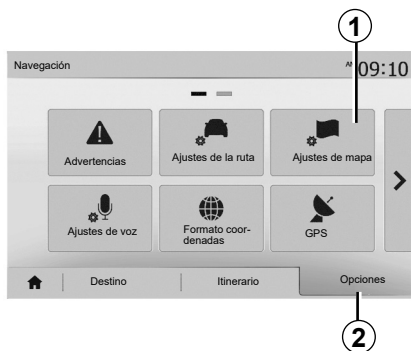 1
Navegación
AM 09:10
Advertencias
Ajustes de la ruta
Ajustes de mapa
Ajustes de voz
Formato coor-
denadas
GPS
Destino
Itinerario
Opciones
2